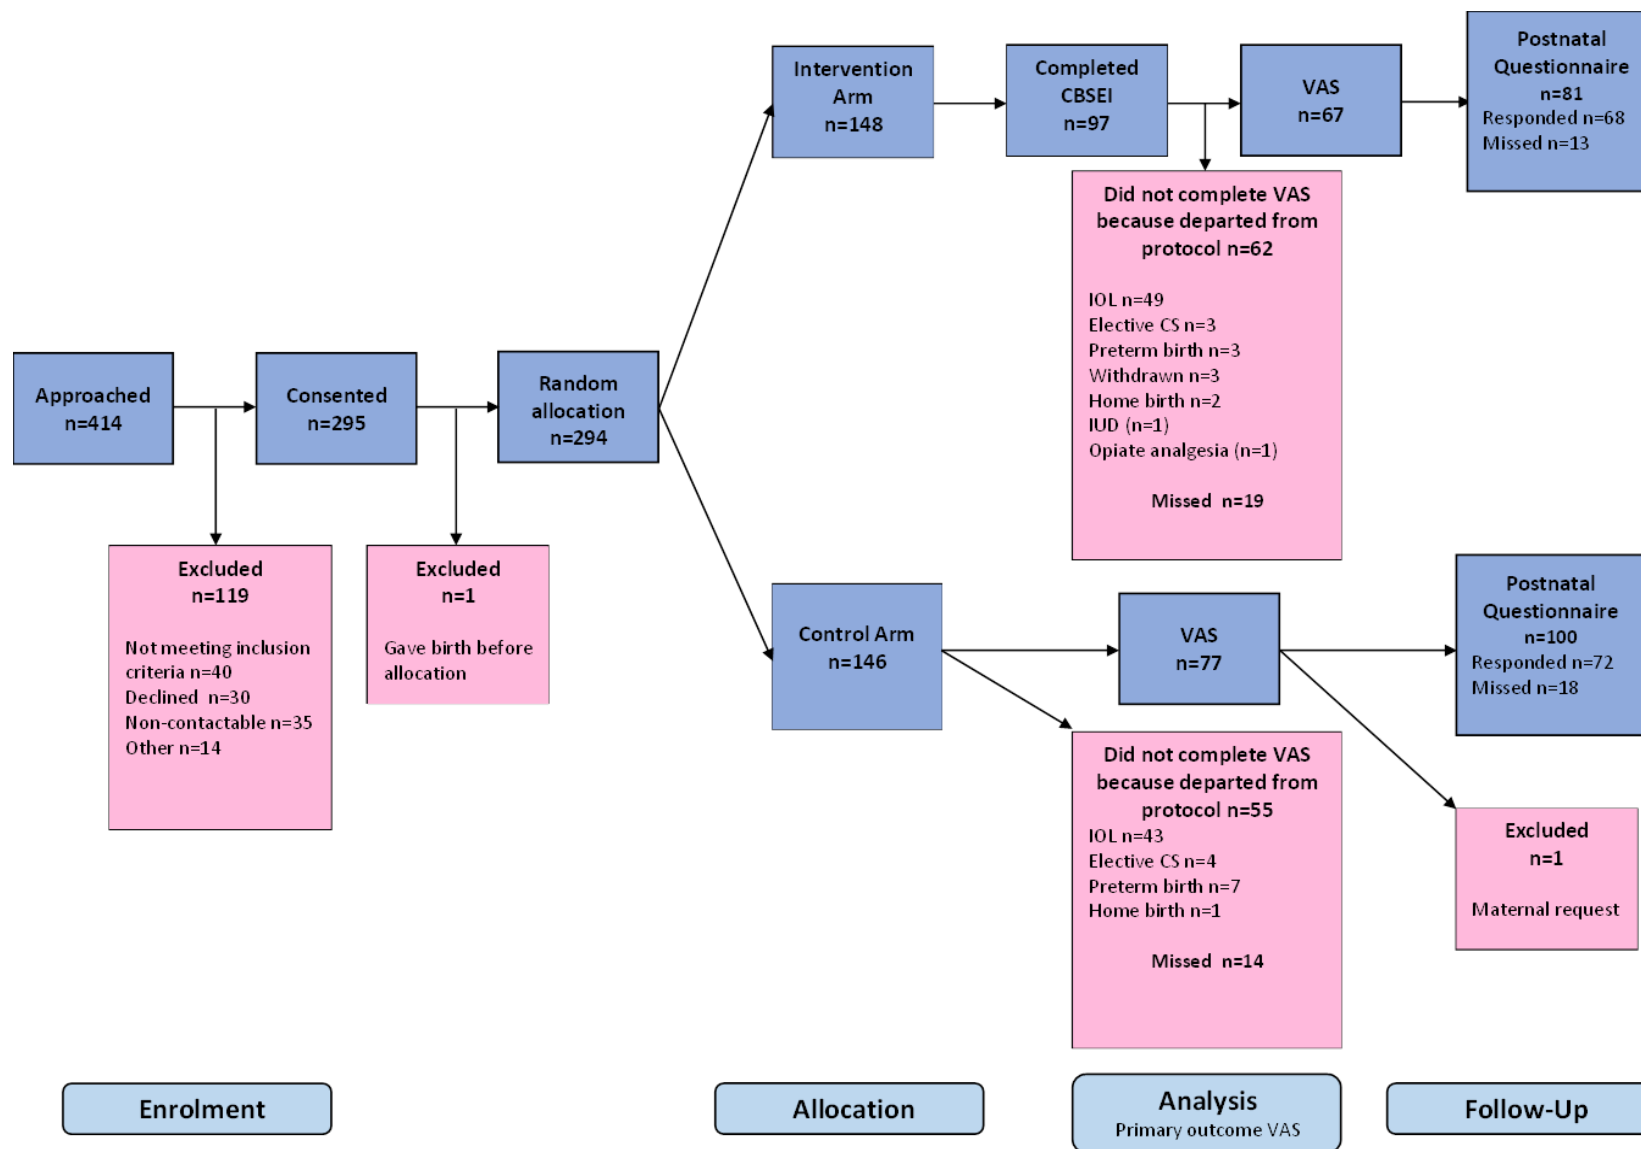 Approached
n=414
Consented
n=295
Random
allocation
n=294
Excluded
n=119
Not meeting inclusion
criteria n=40
Declined n=30
Non-contactable n=35
Other n=14
Excluded
n=1
Gave birth before
allocation
Intervention
Arm
n=148
Completed
CBSEI
n=97
VAS
n=67
Postnatal
Questionnaire
n=81
Responded n=68
Missed n=13
Did not complete VAS
because departed from
protocol n=62
IOL n=49
Elective CS n=3
Preterm birth n=3
Withdrawn n=3
Home birth n=2
IUD (n=1)
Opiate analgesia (n=1)
Missed n=19
Control Arm
n=146
VAS
n=77
Postnatal
Questionnaire
n=100
Responded n=72
Missed n=18
Did not complete VAS
because departed from
protocol n=55
IOL n=43
Elective CS n=4
Preterm birth n=7
Home birth n=1
Missed n=14
Excluded
n=1
Maternal request
Enrolment
Allocation
Analysis
Primary outcome VAS
Follow-Up